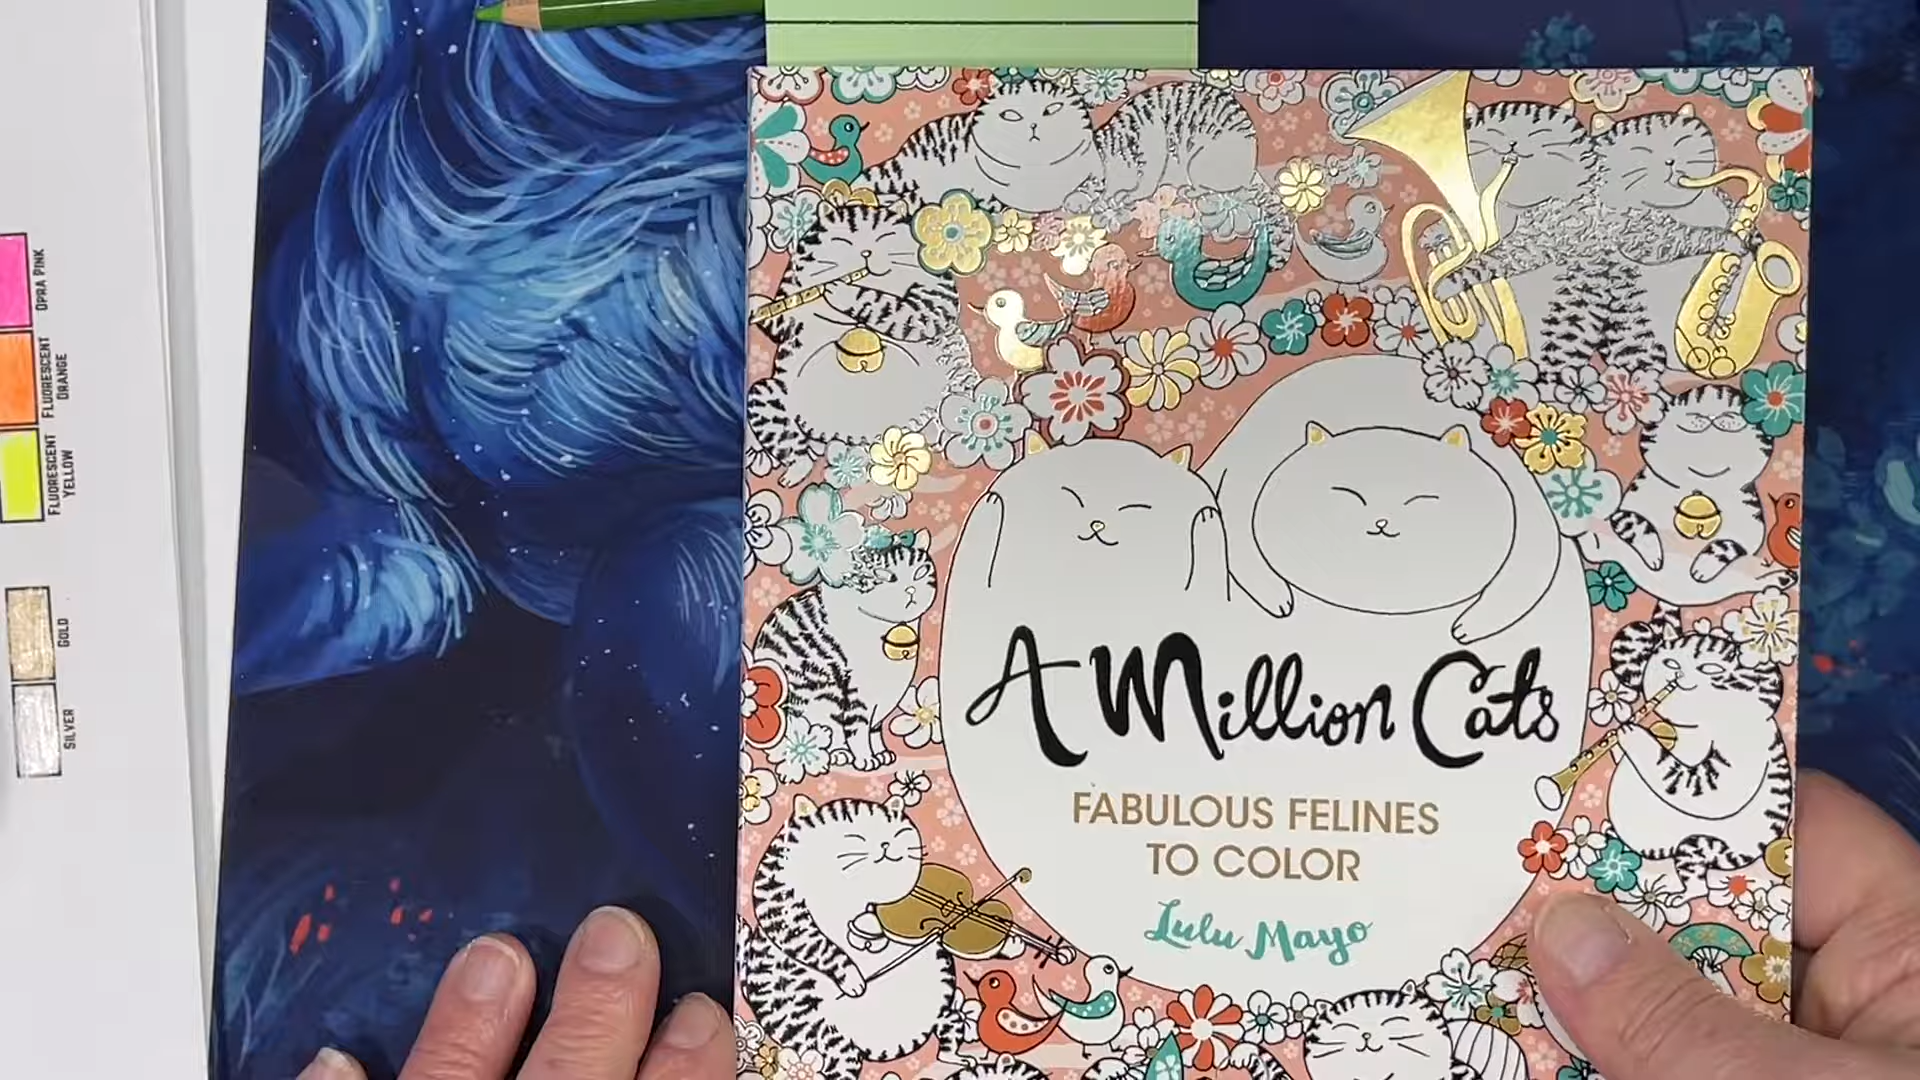 OPRA PINK
FLUORESCENT
ORANGE
FLUORESCENT
YELLOW
GOLD
SILVER
A Million Cats
FABULOUS FELINES
TO COLOR
Lulu Mayo